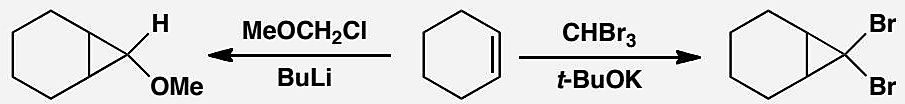 H
OMe
MeOCH₂Cl
BuLi
CHBr₃
t-BuOK
Br
Br